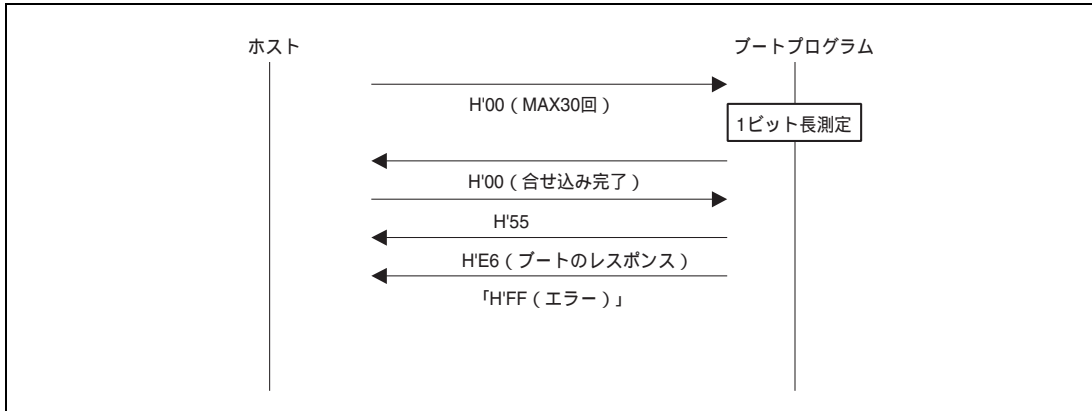 ホスト
ブートプログラム
H'00（MAX30回）
1ビット長測定
H'00（合せ込み完了）
H'55
H'E6（ブートのレスポンス）
「H'FF（エラー）」